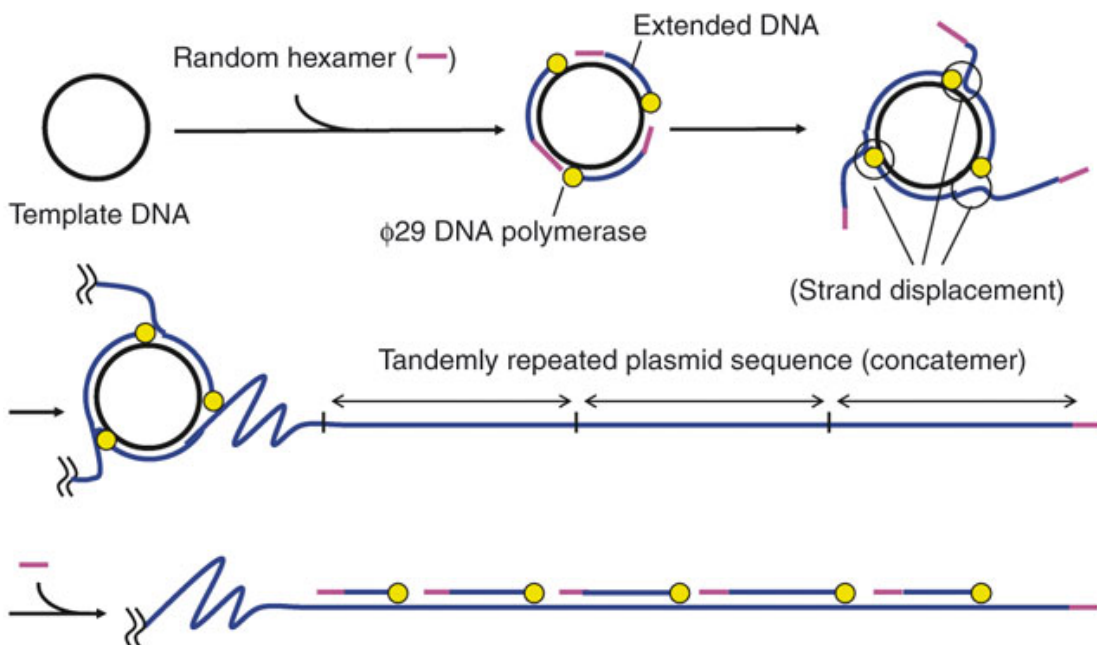 Extended DNA
Random hexamer ( )
Template DNA
ϕ29 DNA polymerase
(Strand displacement)
Tandemly repeated plasmid sequence (concatemer)